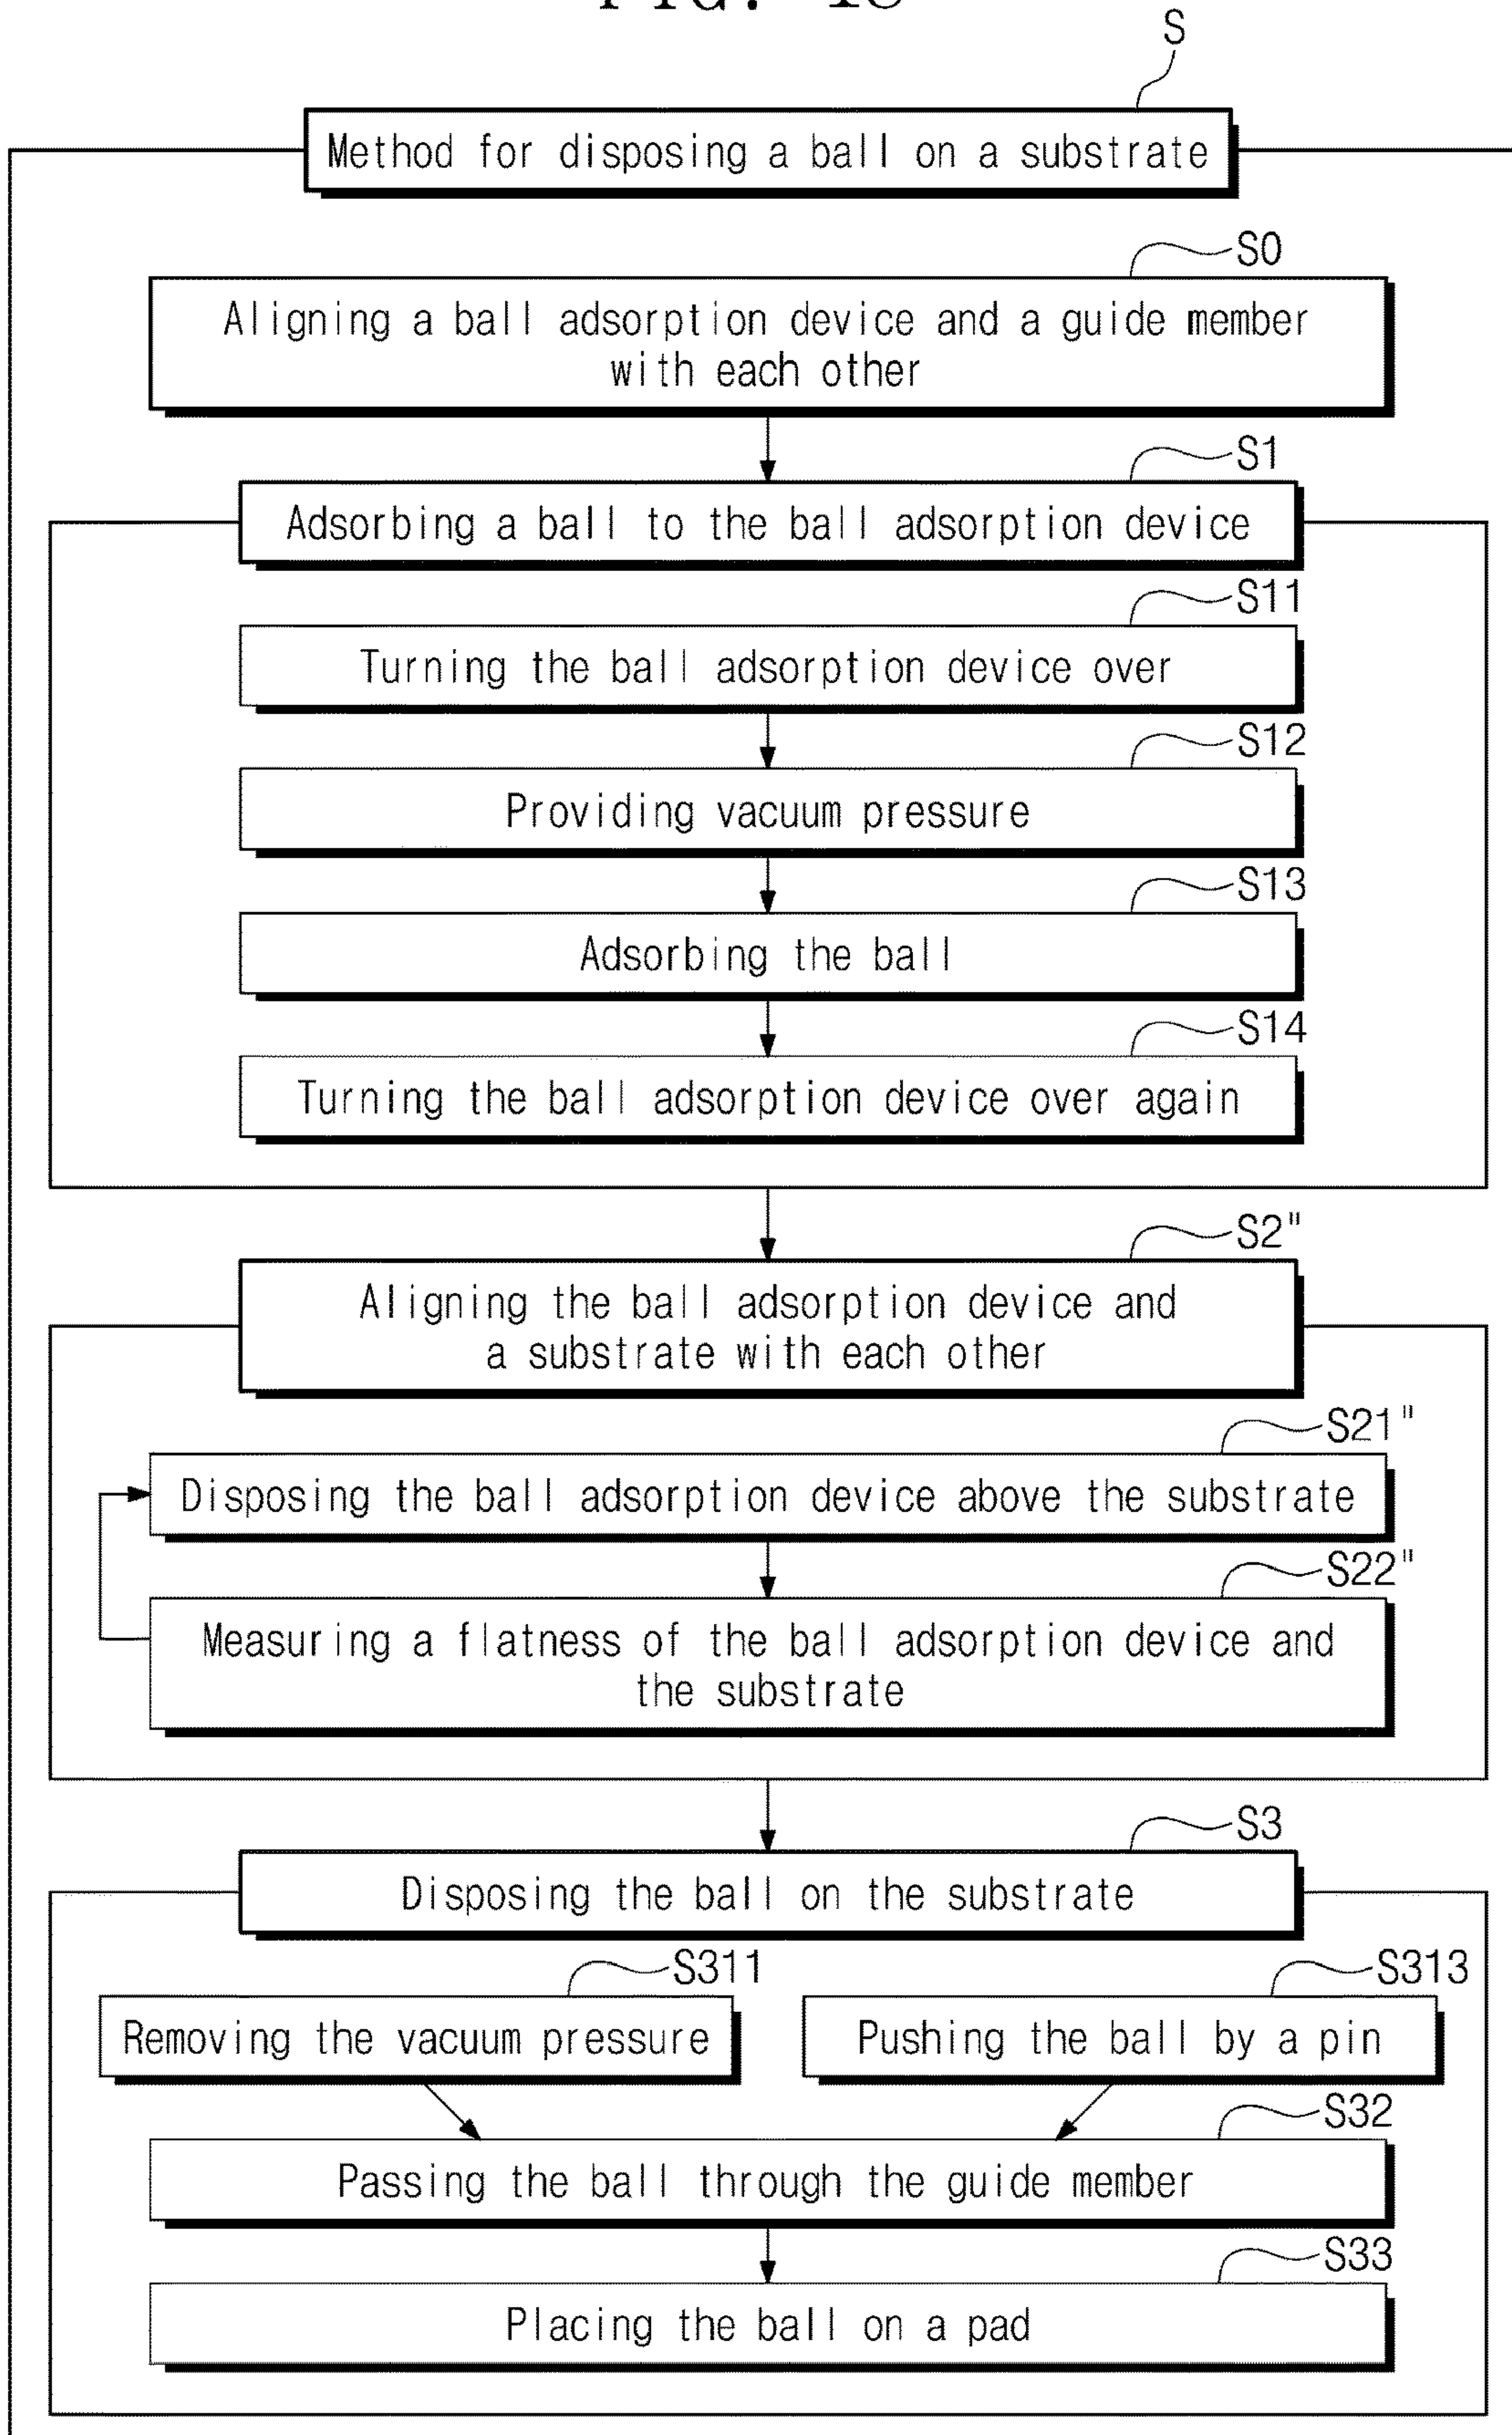 S
Method for disposing a ball on a substrate
S0
Aligning a ball adsorption device and a guide member
with each other
S1
Adsorbing a ball to the ball adsorption device
S11
Turning the ball adsorption device over
S12
Providing vacuum pressure
S13
Adsorbing the ball
S14
Turning the ball adsorption device over again
S2"
Aligning the ball adsorption device and
a substrate with each other
S21"
Disposing the ball adsorption device above the substrate
S22"
Measuring a flatness of the ball adsorption device and
the substrate
S3
Disposing the ball on the substrate
S311
S313
Removing the vacuum pressure
Pushing the ball by a pin
S32
Passing the ball through the guide member
S33
Placing the ball on a pad